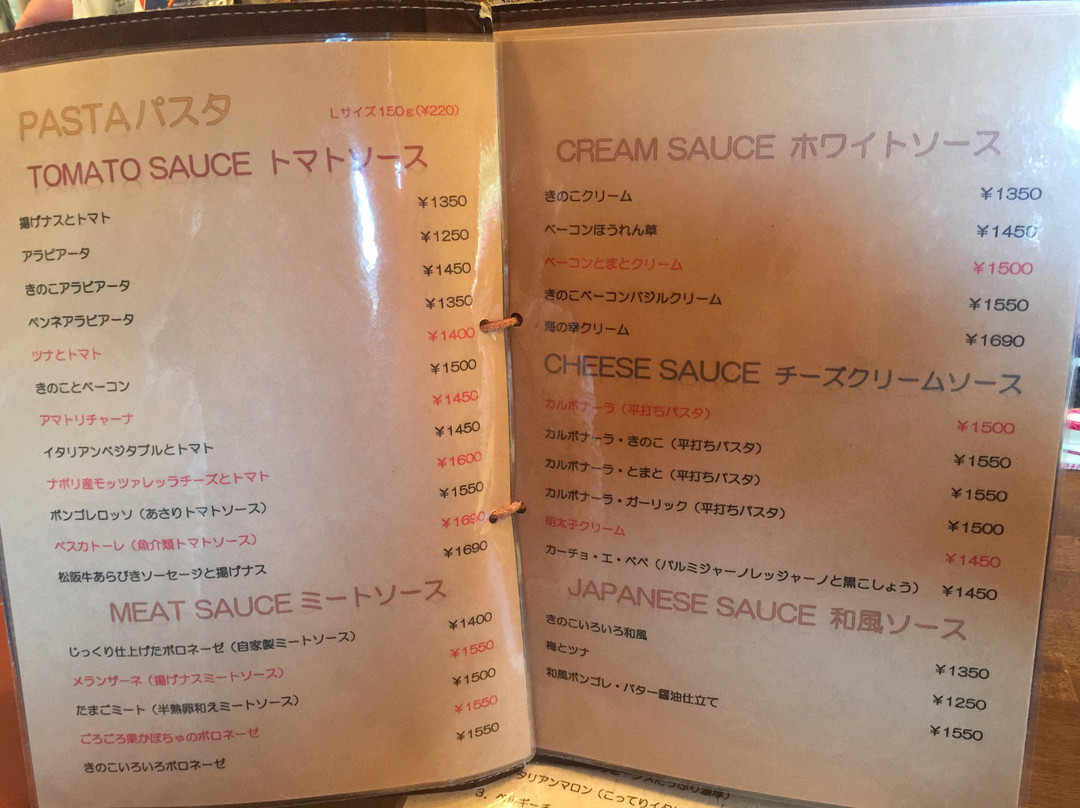 PASTAパスタ Lサイズ150g(¥220)
TOMATO SAUCE トマトソース
揚げナスとトマト ¥1350
アラビアータ ¥1250
きのこアラビアータ ¥1450
ペンネアラビアータ ¥1350
ツナとトマト ¥1400
きのことベーコン ¥1500
アマトリチャーナ ¥1450
イタリアンベジタブルとトマト ¥1450
ナポリ産モッツァレッラチーズとトマト ¥1600
ボンゴレロッソ（あさりトマトソース） ¥1550
ペスカトーレ（魚介類トマトソース） ¥1690
松阪牛あらびきソーセージと揚げナス ¥1690
MEAT SAUCE ミートソース
じっくり仕上げたボロネーゼ（自家製ミートソース） ¥1400
メランザーネ（揚げナスミートソース） ¥1550
たまごミート（半熟卵和えミートソース） ¥1500
ごろごろ栗かぼちゃのボロネーゼ ¥1550
きのこいろいろボロネーゼ ¥1550
CREAM SAUCE ホワイトソース
きのこクリーム ¥1350
ベーコンほうれん草 ¥1450
ベーコンとまとクリーム ¥1500
きのこベーコンバジルクリーム ¥1550
海の幸クリーム ¥1690
CHEESE SAUCE チーズクリームソース
カルボナーラ（平打ちパスタ） ¥1500
カルボナーラ・きのこ（平打ちパスタ） ¥1550
カルボナーラ・とまと（平打ちパスタ） ¥1550
カルボナーラ・ガーリック（平打ちパスタ） ¥1500
明太子クリーム ¥1450
カーチョ・エ・ペペ（パルミジャーノレッジャーノと黒こしょう） ¥1450
JAPANESE SAUCE 和風ソース
きのこいろいろ和風 ¥1350
梅とツナ ¥1250
和風ボンゴレ・バター醤油仕立て ¥1550
タリアンマロン（こってりイタ
3. ベルギーチ